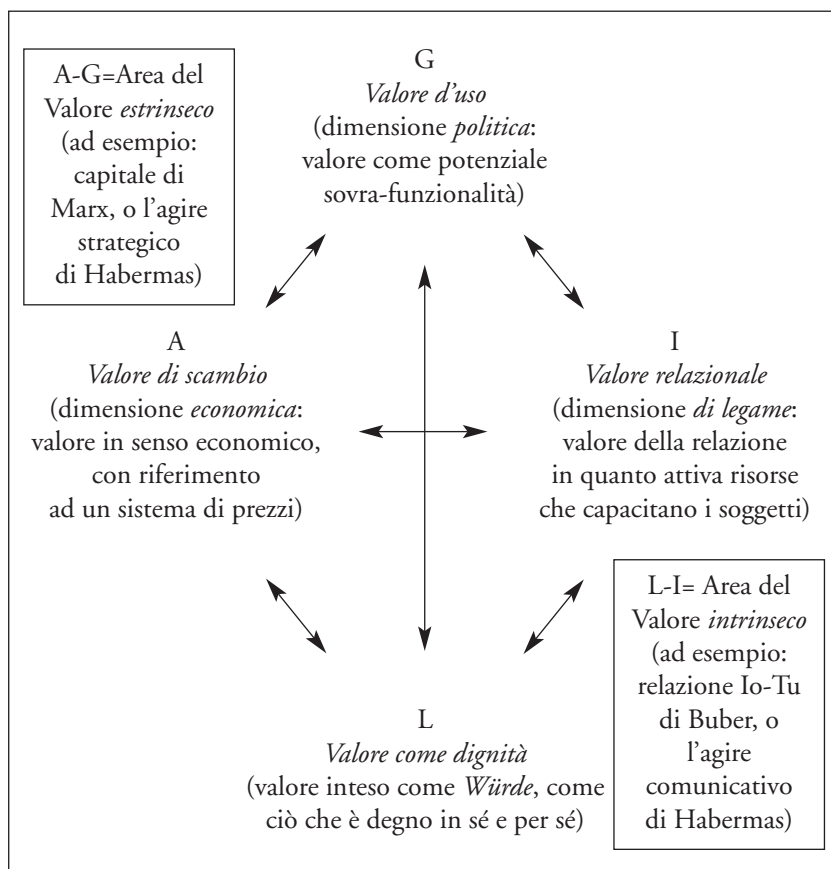 A-G=Area del
Valore estrinseco
(ad esempio:
capitale di
Marx, o l’agire
strategico
di Habermas)
G
Valore d’uso
(dimensione politica:
valore come potenziale
sovra-funzionalità)
A
Valore di scambio
(dimensione economica:
valore in senso economico,
con riferimento
ad un sistema di prezzi)
I
Valore relazionale
(dimensione di legame:
valore della relazione
in quanto attiva risorse
che capacitano i soggetti)
L
Valore come dignità
(valore inteso come Würde, come
ciò che è degno in sé e per sé)
L-I= Area del
Valore intrinseco
(ad esempio:
relazione Io-Tu
di Buber, o
l’agire
comunicativo
di Habermas)